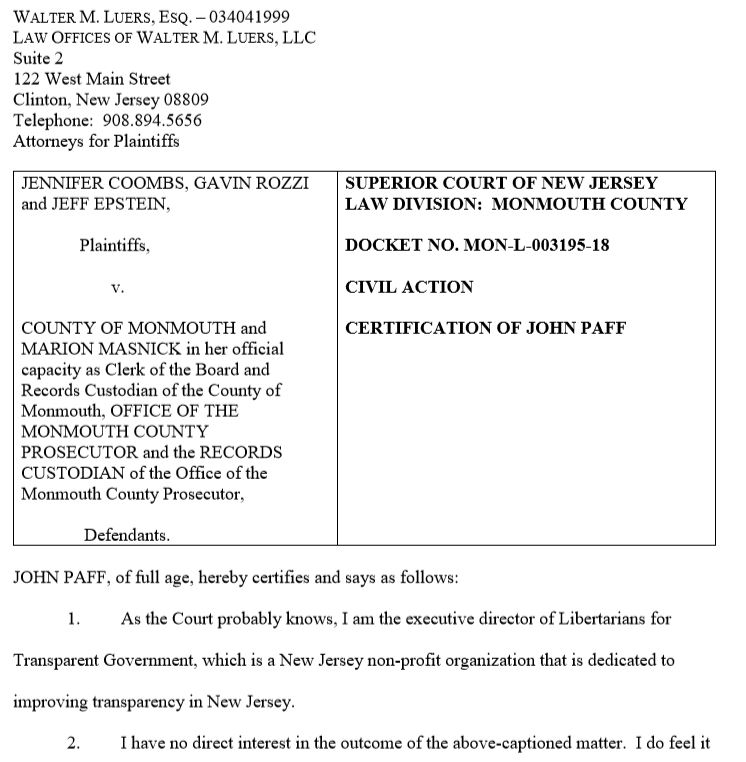 WALTER M. LUERS, ESQ. – 034041999
LAW OFFICES OF WALTER M. LUERS, LLC
Suite 2
122 West Main Street
Clinton, New Jersey 08809
Telephone:  908.894.5656
Attorneys for Plaintiffs
JENNIFER COOMBS, GAVIN ROZZI
and JEFF EPSTEIN,
Plaintiffs,
v.
COUNTY OF MONMOUTH and
MARION MASNICK in her official
capacity as Clerk of the Board and
Records Custodian of the County of
Monmouth, OFFICE OF THE
MONMOUTH COUNTY
PROSECUTOR and the RECORDS
CUSTODIAN of the Office of the
Monmouth County Prosecutor,
Defendants.
SUPERIOR COURT OF NEW JERSEY
LAW DIVISION:  MONMOUTH COUNTY
DOCKET NO. MON-L-003195-18
CIVIL ACTION
CERTIFICATION OF JOHN PAFF
JOHN PAFF, of full age, hereby certifies and says as follows:
1. As the Court probably knows, I am the executive director of Libertarians for
Transparent Government, which is a New Jersey non-profit organization that is dedicated to
improving transparency in New Jersey.
2. I have no direct interest in the outcome of the above-captioned matter.  I do feel it